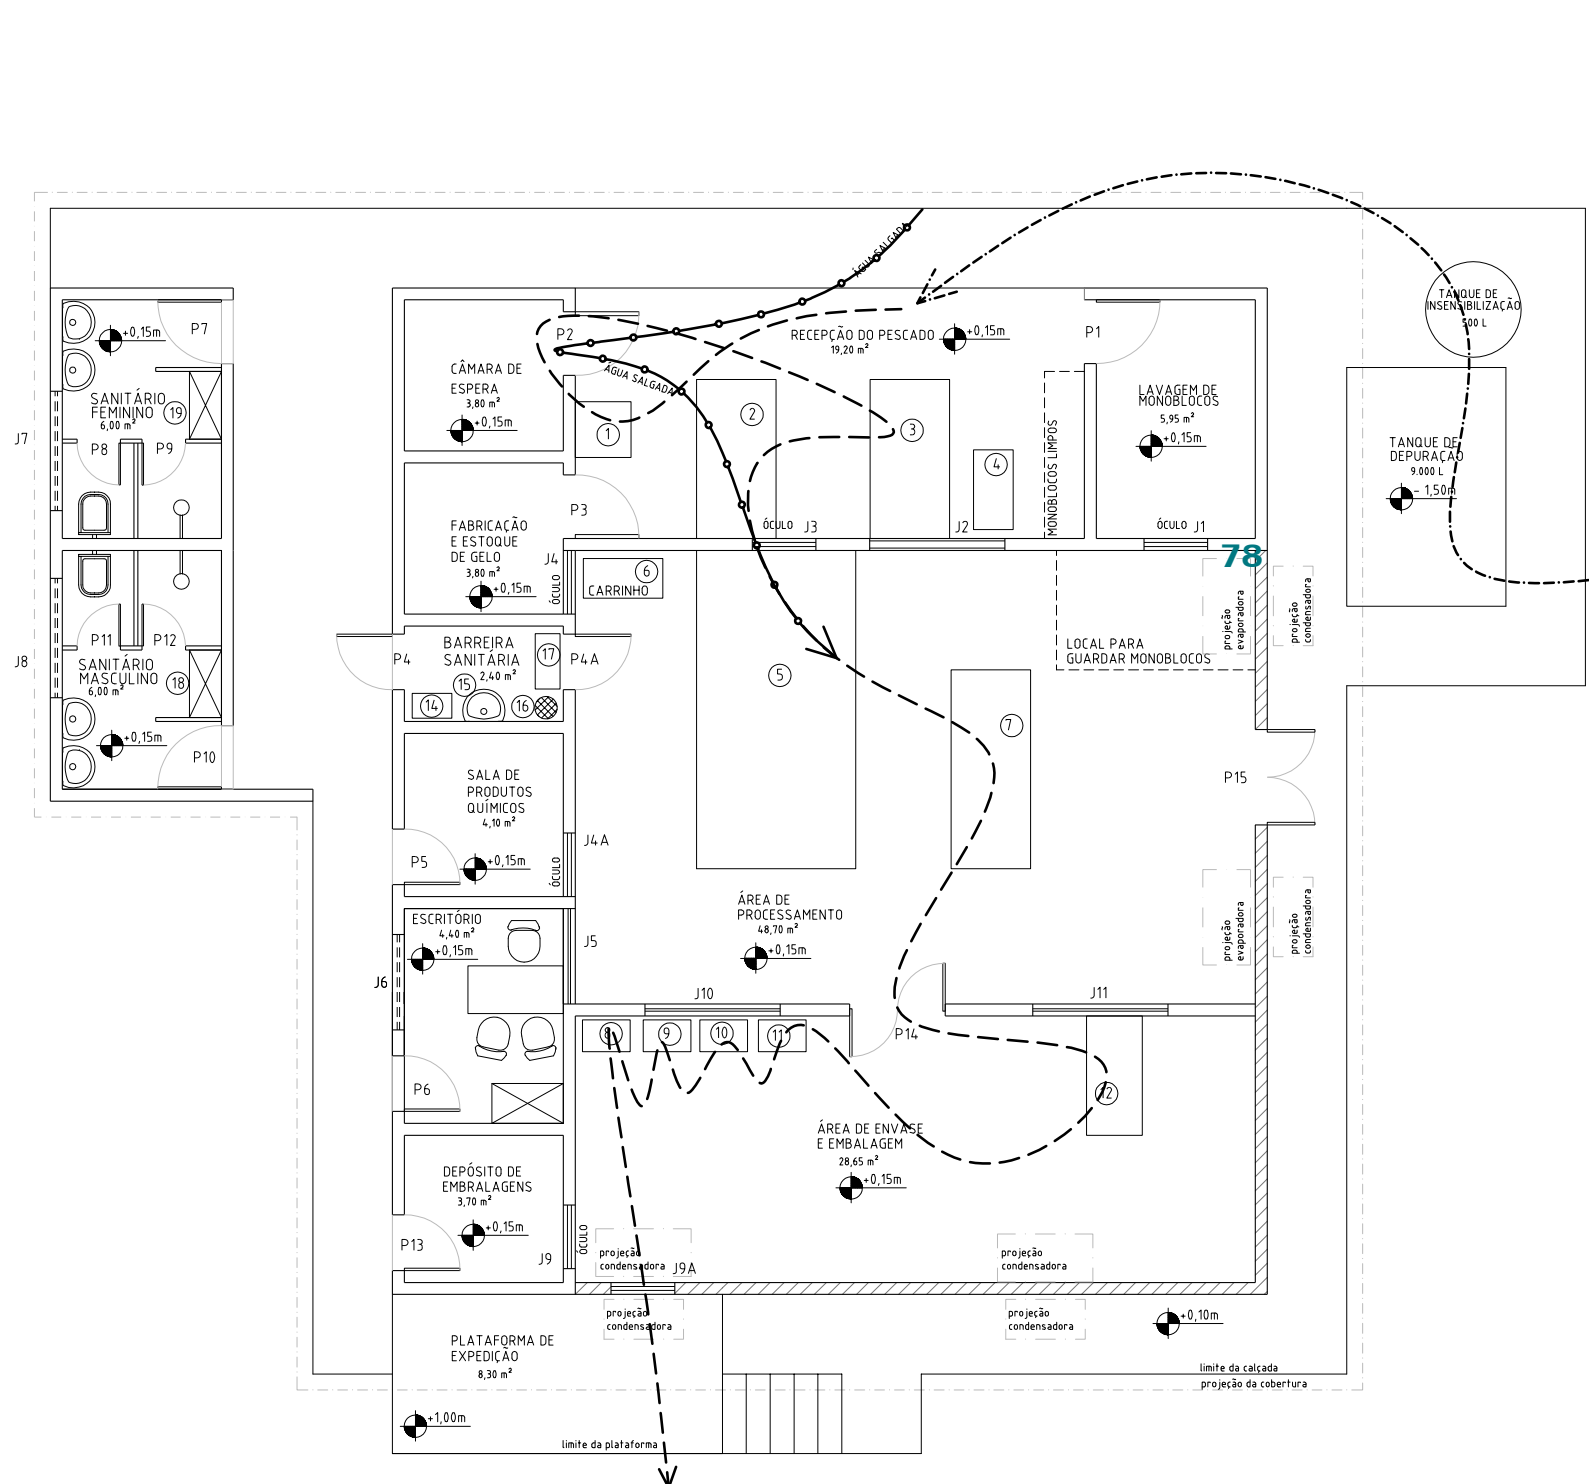 ÁGUA SALGADA
TANQUE DE
INSENSIBILIZAÇÃO
500 L
P7
+0,15m
P2
RECEPÇÃO DO PESCADO
19,20 m²
+0,15m
P1
CÂMARA DE
ESPERA
3,80 m²
+0,15m
ÁGUA SALGADA
SANITÁRIO
FEMININO
6,00 m²
19
LAVAGEM DE
MONOBLOCOS
5,95 m²
+0,15m
1
2
3
4
MONOBLOCOS LIMPOS
TANQUE DE
DEPURAÇÃO
9.000 L
- 1,50m
J7
P8
P9
P3
FABRICAÇÃO
E ESTOQUE
DE GELO
3,80 m²
+0,15m
ÓCULO
J3
J2
ÓCULO
J1
78
J4
ÓCULO
6
CARRINHO
projeção
evaporadora
projeção
condensadora
P11
P12
J8
SANITÁRIO
MASCULINO
6,00 m²
18
+0,15m
P10
P4
BARREIRA
SANITÁRIA
2,40 m²
17
P4A
14
15
16
LOCAL PARA
GUARDAR MONOBLOCOS
5
7
P15
SALA DE
PRODUTOS
QUÍMICOS
4,10 m²
+0,15m
P5
ÓCULO
J4A
ÁREA DE
PROCESSAMENTO
48,70 m²
+0,15m
projeção
evaporadora
projeção
condensadora
ESCRITÓRIO
4,40 m²
+0,15m
J5
J6
J10
J11
P14
8
9
10
11
12
P6
ÁREA DE ENVASE
E EMBALAGEM
28,65 m²
+0,15m
DEPÓSITO DE
EMBRALAGENS
3,70 m²
+0,15m
P13
J9
ÓCULO
projeção
condensadora
J9A
projeção
condensadora
projeção
condensadora
projeção
condensadora
+0,10m
PLATAFORMA DE
EXPEDIÇÃO
8,30 m²
limite da calçada
projeção da cobertura
+1,00m
limite da plataforma